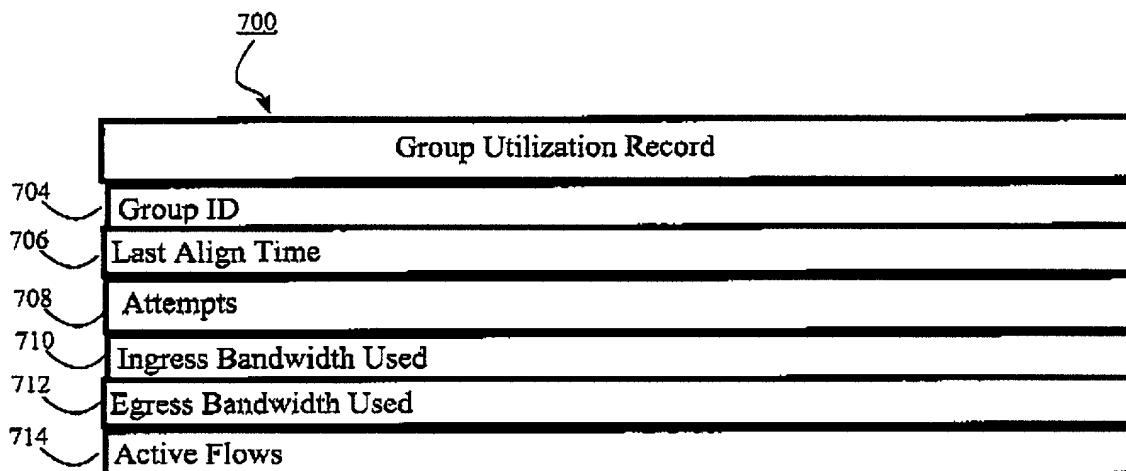 700
Group Utilization Record
704 Group ID
706 Last Align Time
708 Attempts
710 Ingress Bandwidth Used
712 Egress Bandwidth Used
714 Active Flows